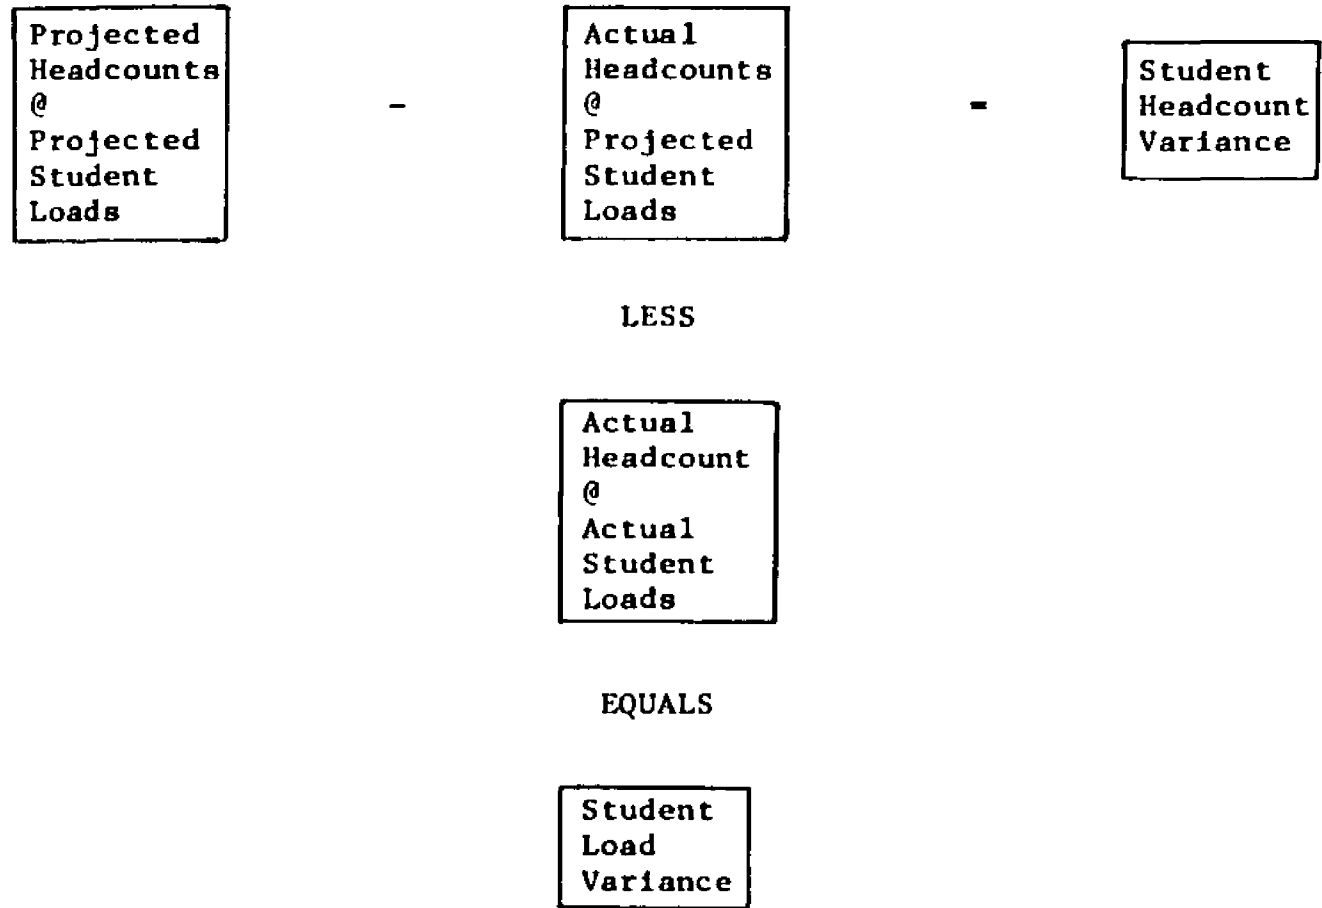 Projected
Headcounts
@
Projected
Student
Loads
-
Actual
Headcounts
@
Projected
Student
Loads
=
Student
Headcount
Variance
LESS
Actual
Headcount
@
Actual
Student
Loads
EQUALS
Student
Load
Variance